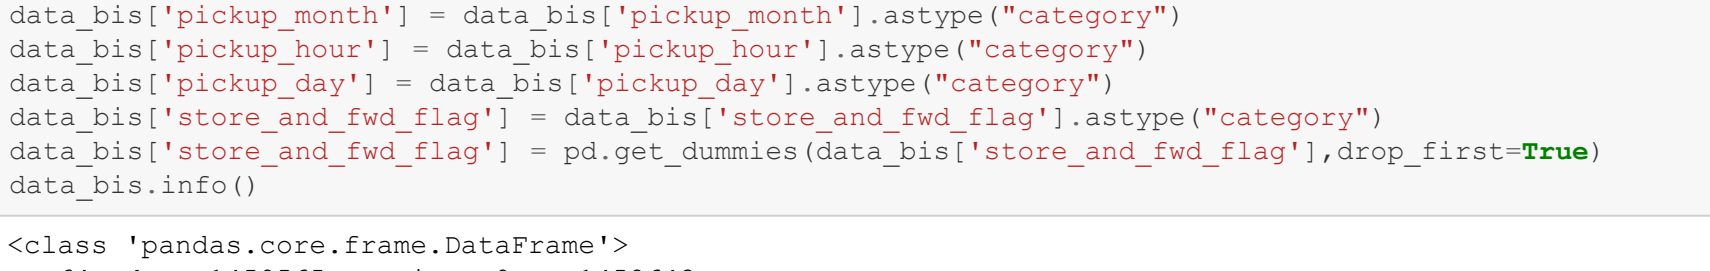 data_bis['pickup_month'] = data_bis['pickup_month'].astype("category")
data_bis['pickup_hour'] = data_bis['pickup_hour'].astype("category")
data_bis['pickup_day'] = data_bis['pickup_day'].astype("category")
data_bis['store_and_fwd_flag'] = data_bis['store_and_fwd_flag'].astype("category")
data_bis['store_and_fwd_flag'] = pd.get_dummies(data_bis['store_and_fwd_flag'],drop_first=True)
data_bis.info()
<class 'pandas.core.frame.DataFrame'>